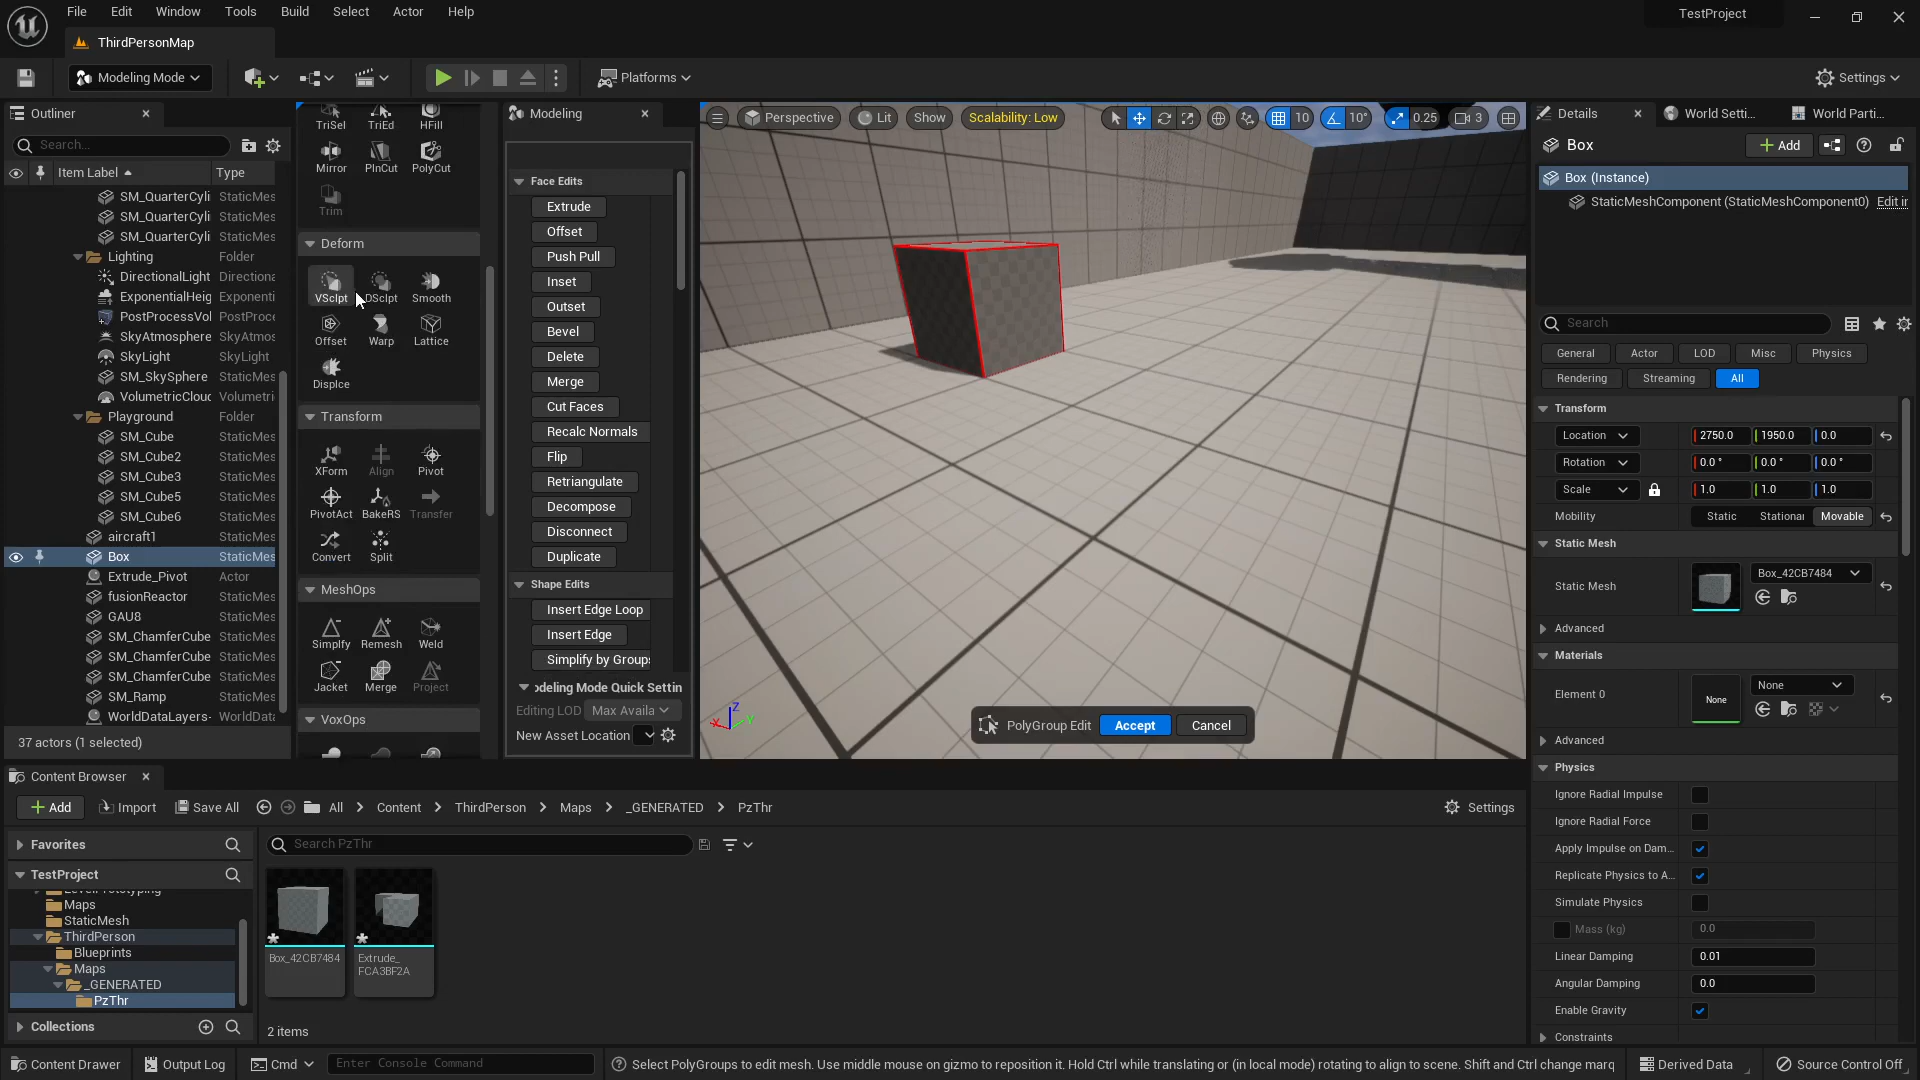 File Edit Window Tools Build Select Actor Help
TestProject
ThirdPersonMap
Modeling Mode
Platforms
Settings
Outliner
Search...
Item Label Type
SM_QuarterCyli StaticMes
SM_QuarterCyli StaticMes
SM_QuarterCyli StaticMes
Lighting Folder
DirectionalLight Directiona
ExponentialHeig Exponenti
PostProcessVol PostProce
SkyAtmosphere SkyAtmos
SkyLight SkyLight
SM_SkySphere StaticMes
VolumetricCloud Volumetri
Playground Folder
SM_Cube StaticMes
SM_Cube2 StaticMes
SM_Cube3 StaticMes
SM_Cube5 StaticMes
SM_Cube6 StaticMes
aircraft1 StaticMes
Box StaticMes
Extrude_Pivot Actor
fusionReactor StaticMes
GAU8 StaticMes
SM_ChamferCube StaticMes
SM_ChamferCube StaticMes
SM_ChamferCube StaticMes
SM_Ramp StaticMes
WorldDataLayers- WorldData
37 actors (1 selected)
TriSel TriEd HFill
Mirror PlnCut PolyCut
Trim
Deform
VSclpt DSclpt Smooth
Offset Warp Lattice
Displce
Transform
XForm Align Pivot
PivotAct BakeRS Transfer
Convert Split
MeshOps
Simplfy Remesh Weld
Jacket Merge Project
VoxOps
Modeling
Face Edits
Extrude
Offset
Push Pull
Inset
Outset
Bevel
Delete
Merge
Cut Faces
Recalc Normals
Flip
Retriangulate
Decompose
Disconnect
Duplicate
Shape Edits
Insert Edge Loop
Insert Edge
Simplify by Groups
odeling Mode Quick Settin
Editing LOD Max Availa
New Asset Location
Perspective Lit Show Scalability: Low 10 10° 0.25 3
X Y Z
PolyGroup Edit Accept Cancel
Details World Setti... World Parti...
Box + Add
Box (Instance)
StaticMeshComponent (StaticMeshComponent0) Edit in
Search
General Actor LOD Misc Physics
Rendering Streaming All
Transform
Location 2750.0 1950.0 0.0
Rotation 0.0 ° 0.0 ° 0.0 °
Scale 1.0 1.0 1.0
Mobility Static Stationar Movable
Static Mesh
Static Mesh Box_42CB7484
Advanced
Materials
Element 0 None None
Advanced
Physics
Ignore Radial Impulse
Ignore Radial Force
Apply Impulse on Dam...
Replicate Physics to A...
Simulate Physics
Mass (kg) 0.0
Linear Damping 0.01
Angular Damping 0.0
Enable Gravity
Constraints
Content Browser
+ Add Import Save All All Content ThirdPerson Maps _GENERATED PzThr Settings
Favorites
TestProject
LevelPrototyping
Maps
StaticMesh
ThirdPerson
Blueprints
Maps
_GENERATED
PzThr
Collections
Search PzThr
Box_42CB7484
Extrude_
FCA3BF2A
2 items
Content Drawer Output Log Cmd Enter Console Command Select PolyGroups to edit mesh. Use middle mouse on gizmo to reposition it. Hold Ctrl while translating or (in local mode) rotating to align to scene. Shift and Ctrl change marq Derived Data Source Control Off